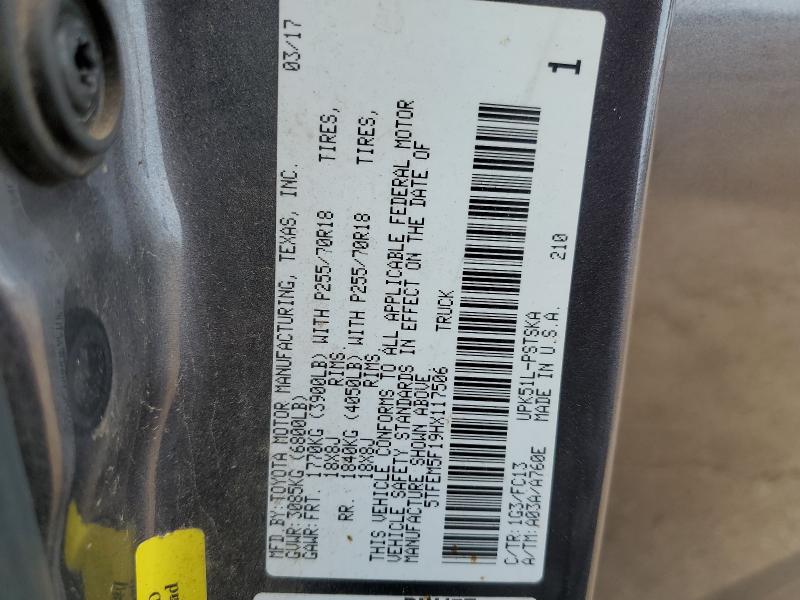 MFD.BY:TOYOTA MOTOR MANUFACTURING, TEXAS, INC. 03/17
GVWR: 3085KG (6800LB)
GAWR: FRT. 1770KG (3900LB) WITH P255/70R18 TIRES,
18X8J RIMS.
RR. 1840KG (4050LB) WITH P255/70R18 TIRES,
18X8J RIMS
THIS VEHICLE CONFORMS TO ALL APPLICABLE FEDERAL MOTOR
VEHICLE SAFETY STANDARDS IN EFFECT ON THE DATE OF
MANUFACTURE SHOWN ABOVE
5TFEM5F19HX117506 TRUCK
C/TR: 1G3/FC13 UPK51L-PSTSKA 210
A/TM: A03A/A760E MADE IN U.S.A.
1